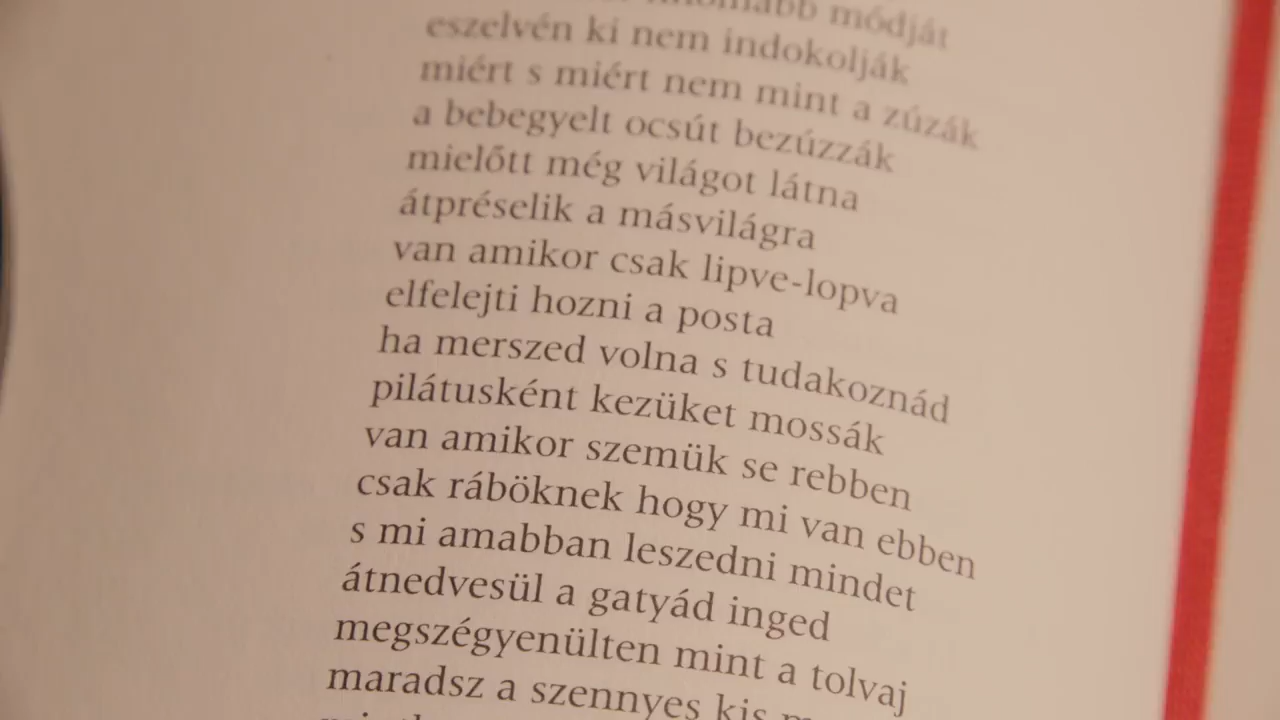 módját
eszelvén ki nem indokolják
miért s miért nem mint a zúzák
a bebegyelt ocsút bezúzzák
mielőtt még világot látna
átpréselik a másvilágra
van amikor csak lipve-lopva
elfelejti hozni a posta
ha merszed volna s tudakoznád
pilátusként kezüket mossák
van amikor szemük se rebben
csak ráböknek hogy mi van ebben
s mi amabban leszedni mindet
átnedvesül a gatyád inged
megszégyenülten mint a tolvaj
maradsz a szennyes kis